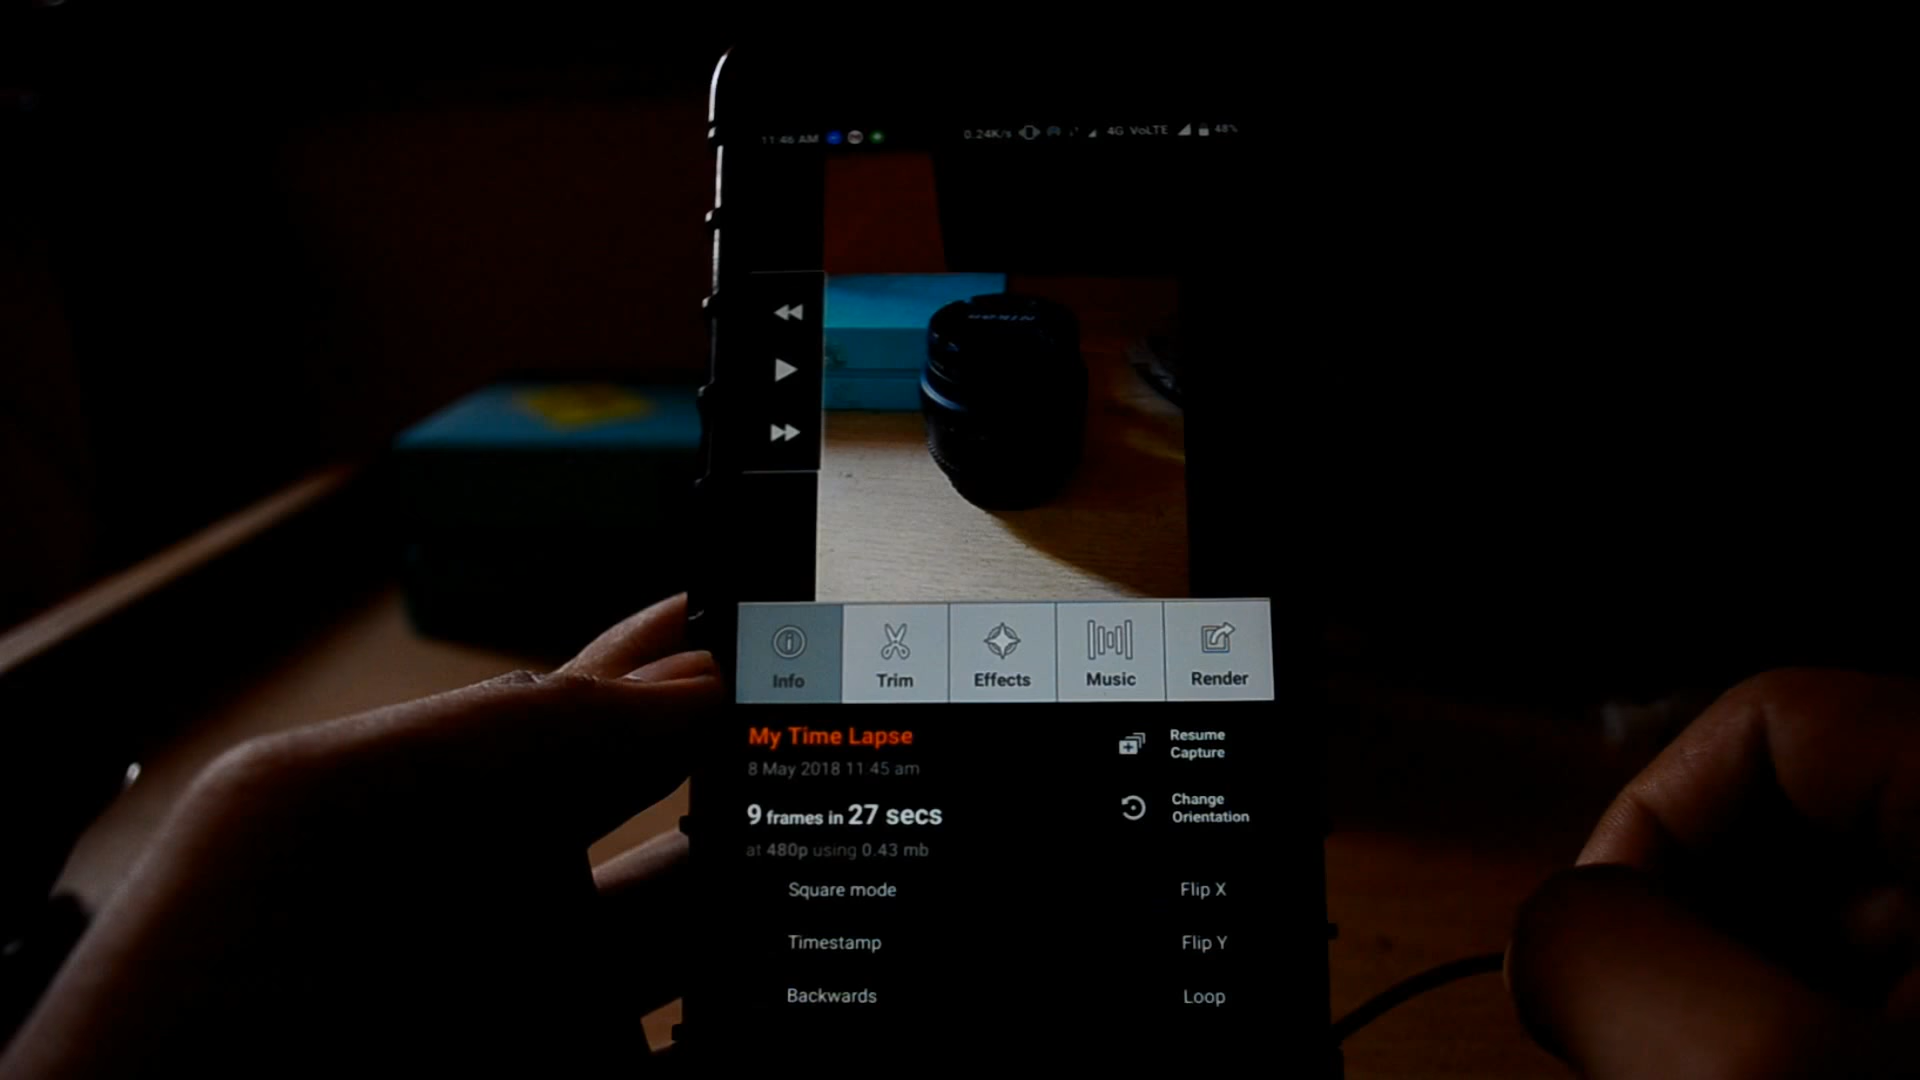 11:46 AM
0.24K/s 4G VoLTE 48%
Info Trim Effects Music Render
My Time Lapse
8 May 2018 11:45 am
Resume
Capture
9 frames in 27 secs
at 480p using 0.43 mb
Change
Orientation
Square mode Flip X
Timestamp Flip Y
Backwards Loop